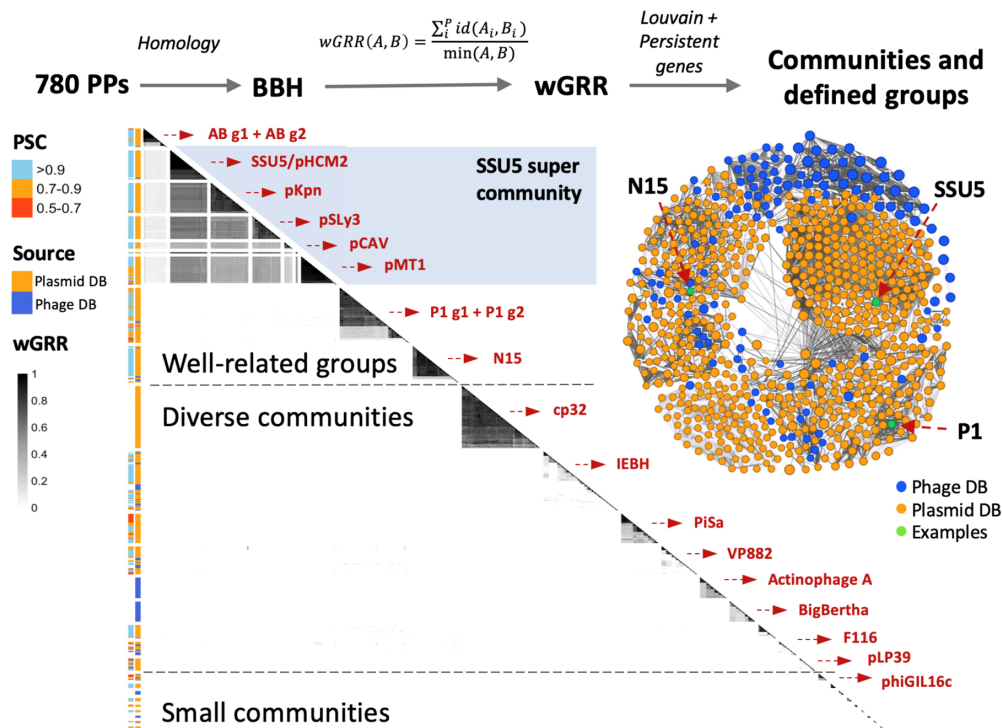 Homology
wGRR(A, B) = ∑ᵢᴾ id(Aᵢ, Bᵢ) / min(A, B)
Louvain +
Persistent
genes
780 PPs
BBH
wGRR
Communities and
defined groups
PSC
>0.9
0.7-0.9
0.5-0.7
Source
Plasmid DB
Phage DB
wGRR
1
0.8
0.6
0.4
0.2
0
AB g1 + AB g2
SSU5/pHCM2
pKpn
pSLy3
pCAV
pMT1
SSU5 super
community
P1 g1 + P1 g2
N15
Well-related groups
Diverse communities
cp32
IEBH
PiSa
VP882
Actinophage A
BigBertha
F116
pLP39
phiGIL16c
Small communities
N15
SSU5
P1
Phage DB
Plasmid DB
Examples